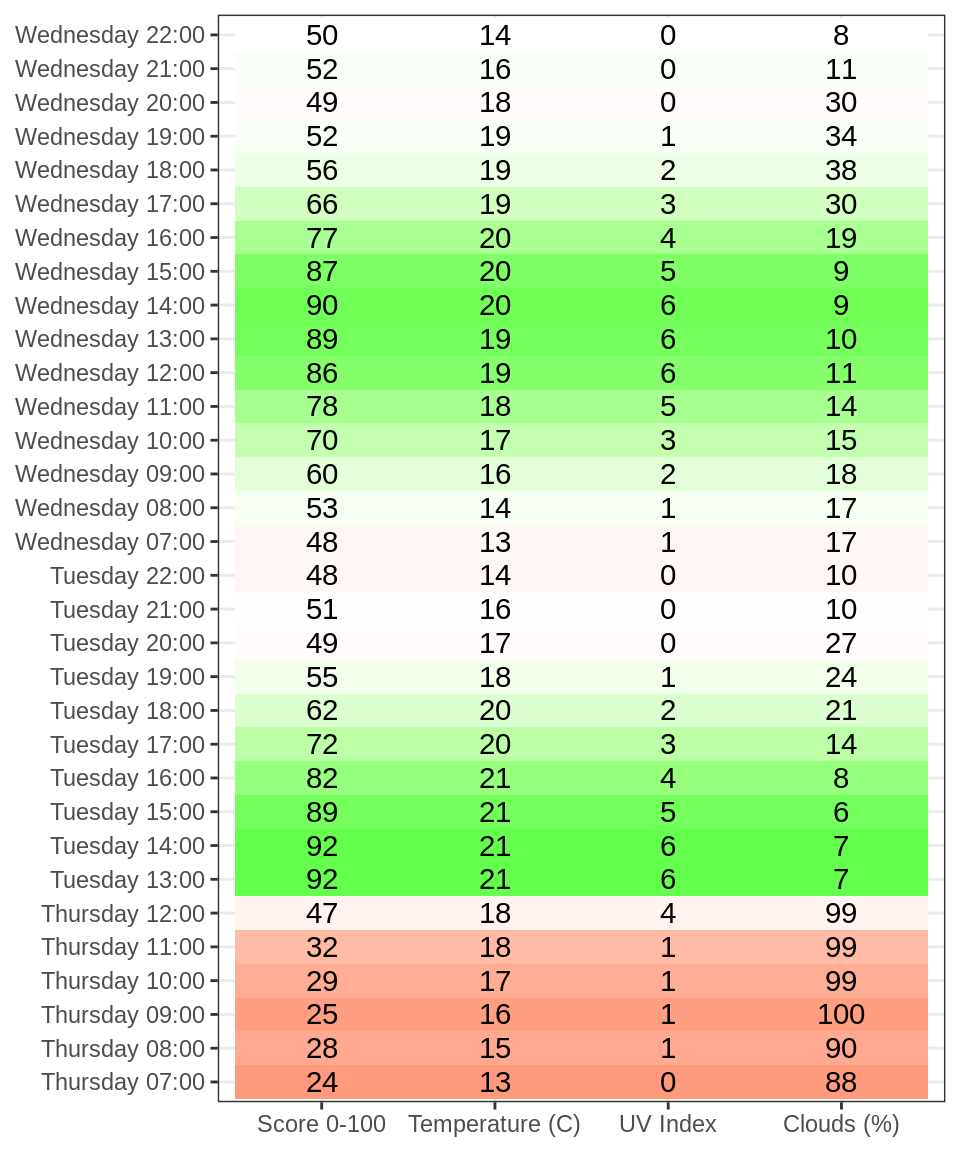 Wednesday 22:00 50 14 0 8
Wednesday 21:00 52 16 0 11
Wednesday 20:00 49 18 0 30
Wednesday 19:00 52 19 1 34
Wednesday 18:00 56 19 2 38
Wednesday 17:00 66 19 3 30
Wednesday 16:00 77 20 4 19
Wednesday 15:00 87 20 5 9
Wednesday 14:00 90 20 6 9
Wednesday 13:00 89 19 6 10
Wednesday 12:00 86 19 6 11
Wednesday 11:00 78 18 5 14
Wednesday 10:00 70 17 3 15
Wednesday 09:00 60 16 2 18
Wednesday 08:00 53 14 1 17
Wednesday 07:00 48 13 1 17
Tuesday 22:00 48 14 0 10
Tuesday 21:00 51 16 0 10
Tuesday 20:00 49 17 0 27
Tuesday 19:00 55 18 1 24
Tuesday 18:00 62 20 2 21
Tuesday 17:00 72 20 3 14
Tuesday 16:00 82 21 4 8
Tuesday 15:00 89 21 5 6
Tuesday 14:00 92 21 6 7
Tuesday 13:00 92 21 6 7
Thursday 12:00 47 18 4 99
Thursday 11:00 32 18 1 99
Thursday 10:00 29 17 1 99
Thursday 09:00 25 16 1 100
Thursday 08:00 28 15 1 90
Thursday 07:00 24 13 0 88
Score 0-100 Temperature (C) UV Index Clouds (%)